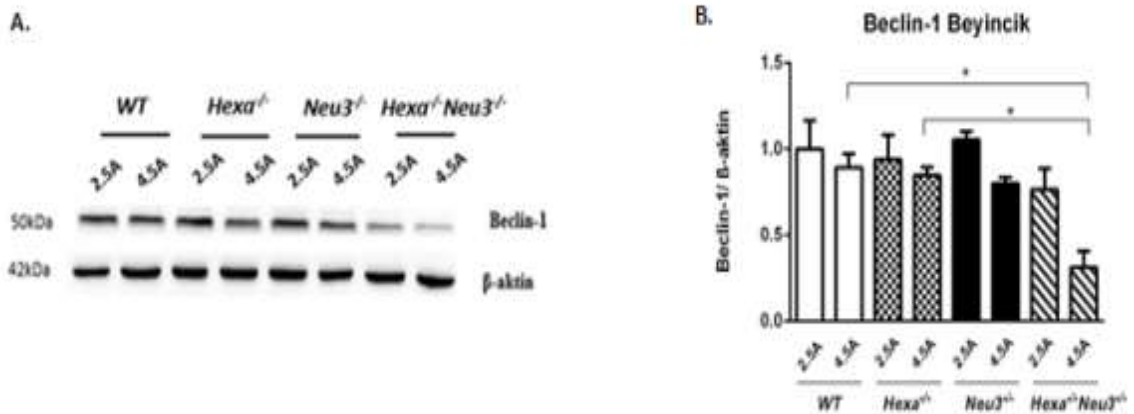 A.
WT Hexa-/- Neu3-/- Hexa-/-Neu3-/-
2.5A 4.5A 2.5A 4.5A 2.5A 4.5A 2.5A 4.5A
50kDa Beclin-1
42kDa β-aktin
B.
Beclin-1 Beyincik
* 
*
Beclin-1/ ß-aktin
1.5
1.0
0.5
0.0
2.5A 4.5A 2.5A 4.5A 2.5A 4.5A 2.5A 4.5A
WT Hexa-/- Neu3-/- Hexa-/-Neu3-/-